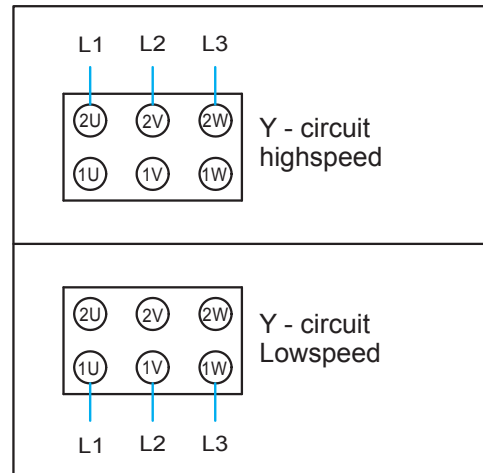 L1 L2 L3
2U 2V 2W
1U 1V 1W
Y - circuit
highspeed
2U 2V 2W
1U 1V 1W
Y - circuit
Lowspeed
L1 L2 L3